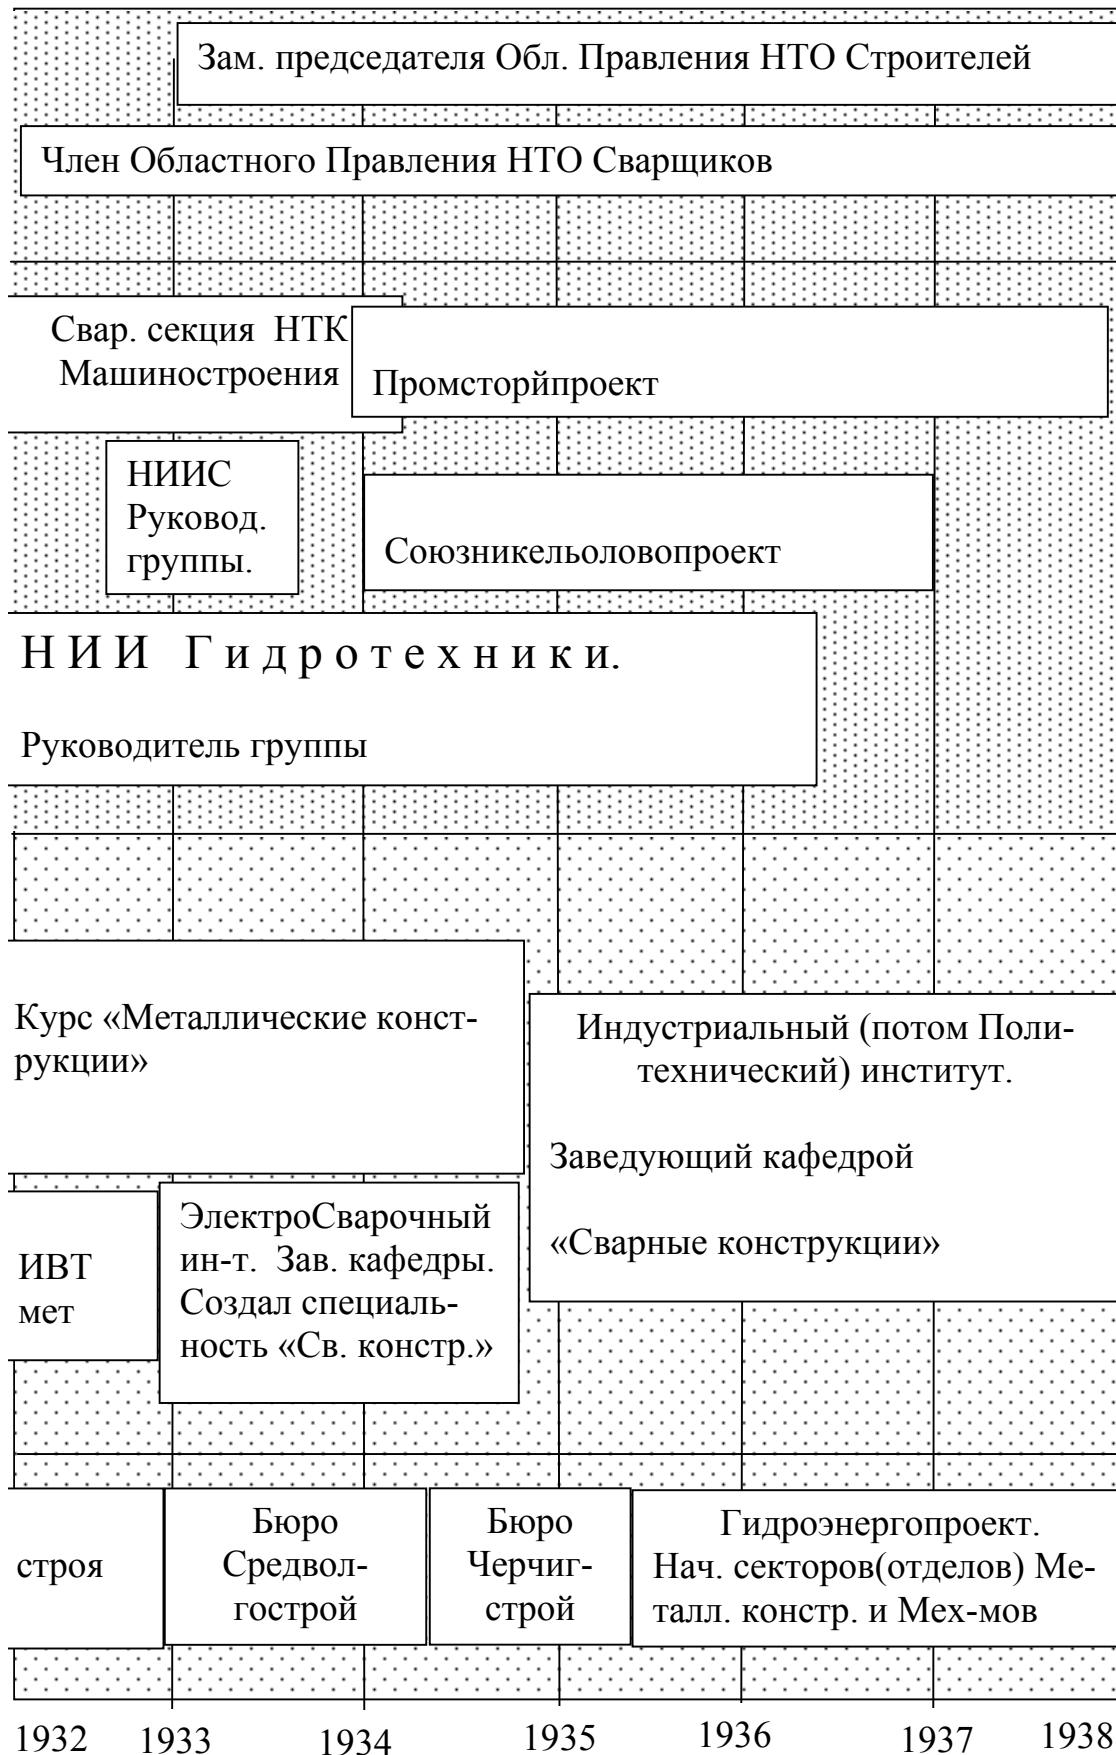 Зам. председателя Обл. Правления НТО Строителей
Член Областного Правления НТО Сварщиков
Свар. секция НТК
Машиностроения
Промсторйпроект
НИИС
Руковод.
группы.
Союзникельоловопроект
Н И И Г и д р о т е х н и к и.
Руководитель группы
Курс «Металлические конст-
рукции»
Индустриальный (потом Поли-
технический) институт.
Заведующий кафедрой
«Сварные конструкции»
ИВТ
мет
ЭлектроСварочный
ин-т. Зав. кафедры.
Создал специаль-
ность «Св. констр.»
строя
Бюро
Средвол-
гострой
Бюро
Черчиг-
строй
Гидроэнергопроект.
Нач. секторов(отделов) Ме-
талл. констр. и Мех-мов
1932 1933 1934 1935 1936 1937 1938